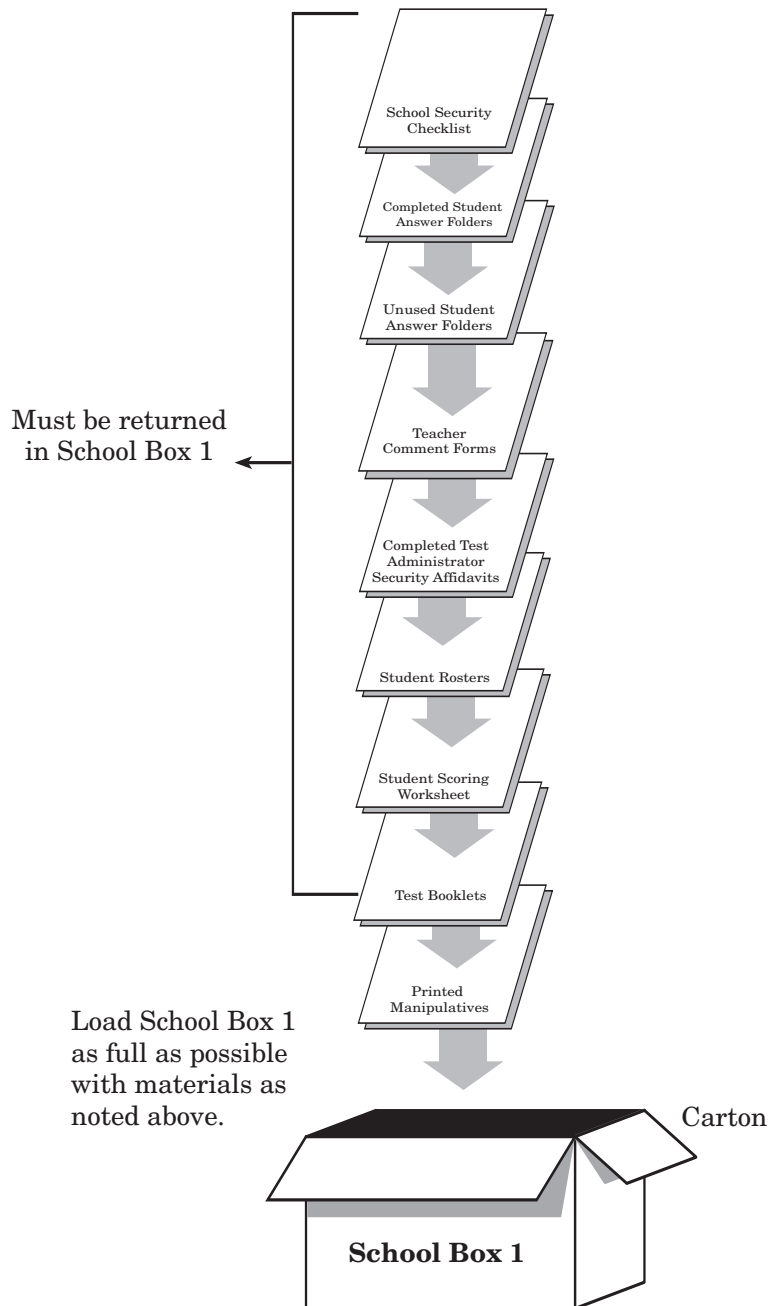 School Security
Checklist
Completed Student
Answer Folders
Unused Student
Answer Folders
Must be returned
in School Box 1
Teacher
Comment Forms
Completed Test
Administrator
Security Affidavits
Student Rosters
Student Scoring
Worksheet
Test Booklets
Printed
Manipulatives
Load School Box 1
as full as possible
with materials as
noted above.
Carton
School Box 1